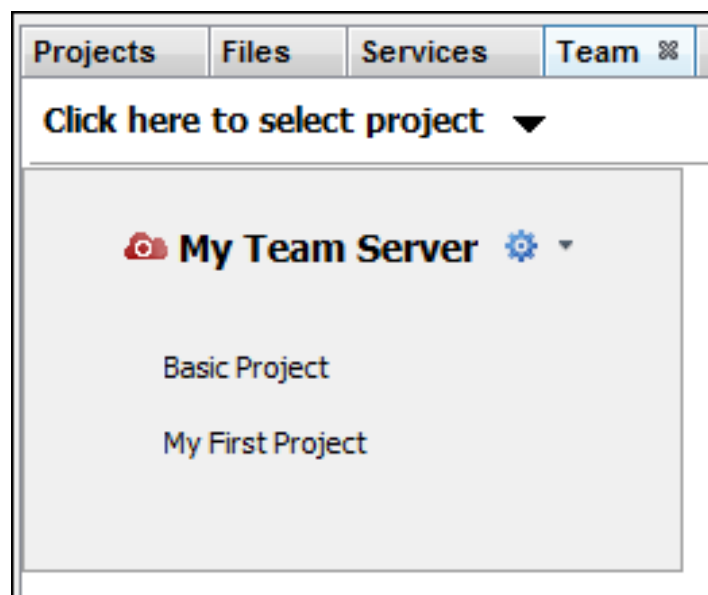 Projects Files Services Team
Click here to select project
My Team Server
Basic Project
My First Project